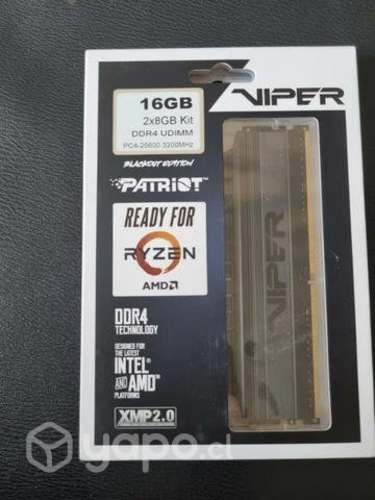 16GB
2x8GB Kit
DDR4 UDIMM
PC4-25600 3200MHz
BLACKOUT EDITION
VIPER
PATRIOT
READY FOR
RYZEN
AMD
DDR4
TECHNOLOGY
DESIGNED FOR
THE LATEST
INTEL
AND AMD
PLATFORMS
XMP2.0
VIPER
yapo.cl